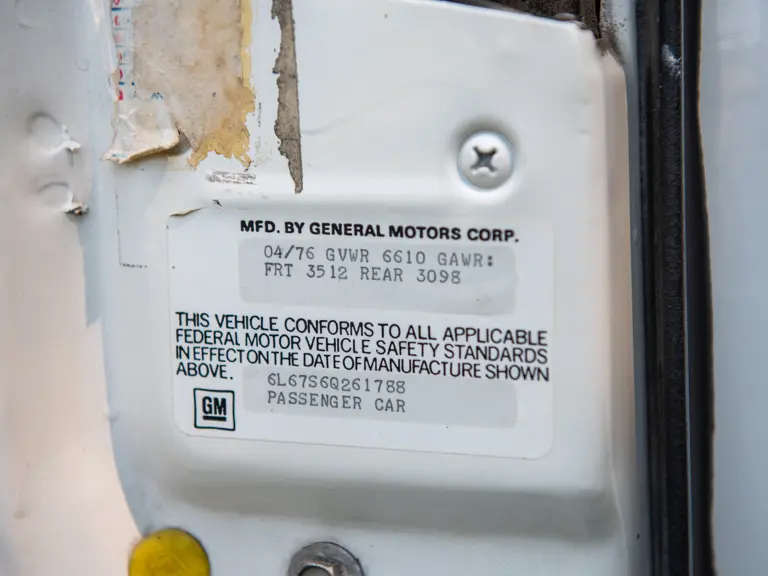 MFD. BY GENERAL MOTORS CORP.
04/76 GVWR 6610 GAWR:
FRT 3512 REAR 3098
THIS VEHICLE CONFORMS TO ALL APPLICABLE
FEDERAL MOTOR VEHICLE SAFETY STANDARDS
IN EFFECT ON THE DATE OF MANUFACTURE SHOWN
ABOVE.
6L67S6Q261788
PASSENGER CAR
GM